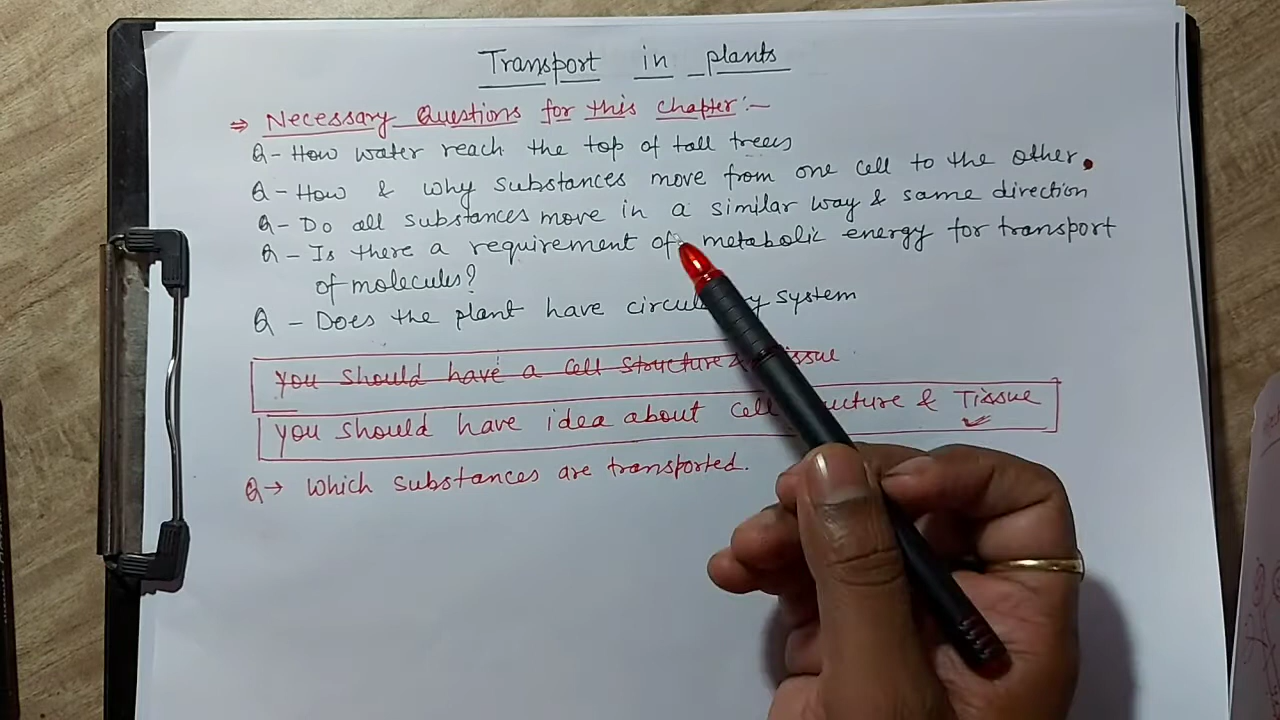 Transport in plants
⇒ Necessary Questions for this chapter:-
Q - How water reach the top of tall trees
Q - How & why substances move from one cell to the other.
Q - Do all substances move in a similar way & same direction
Q - Is there a requirement of metabolic energy for transport
of molecules?
Q - Does the plant have system
You should have a cell structure
You should have idea about & Tissue
Q → Which substances are transported.